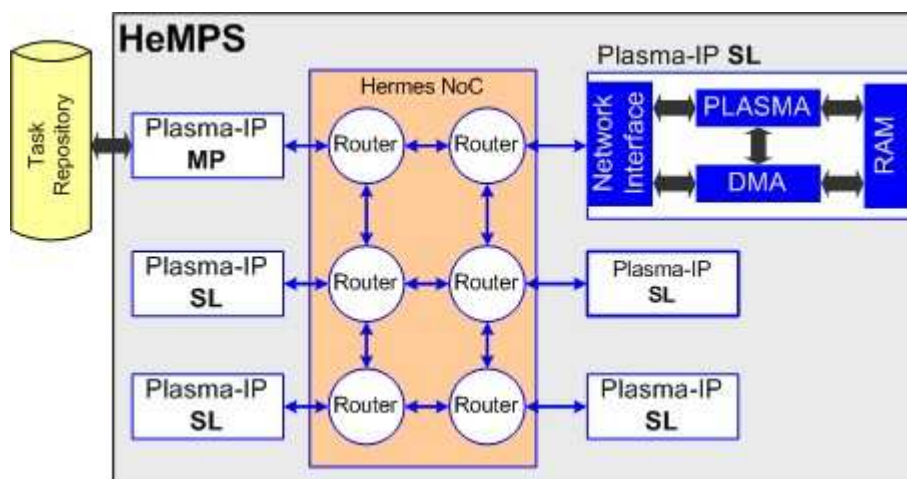 HeMPS
Task
Repository
Hermes NoC
Plasma-IP SL
Plasma-IP
MP
Router
Router
Network
Interface
PLASMA
DMA
RAM
Plasma-IP
SL
Router
Router
Plasma-IP
SL
Plasma-IP
SL
Router
Router
Plasma-IP
SL